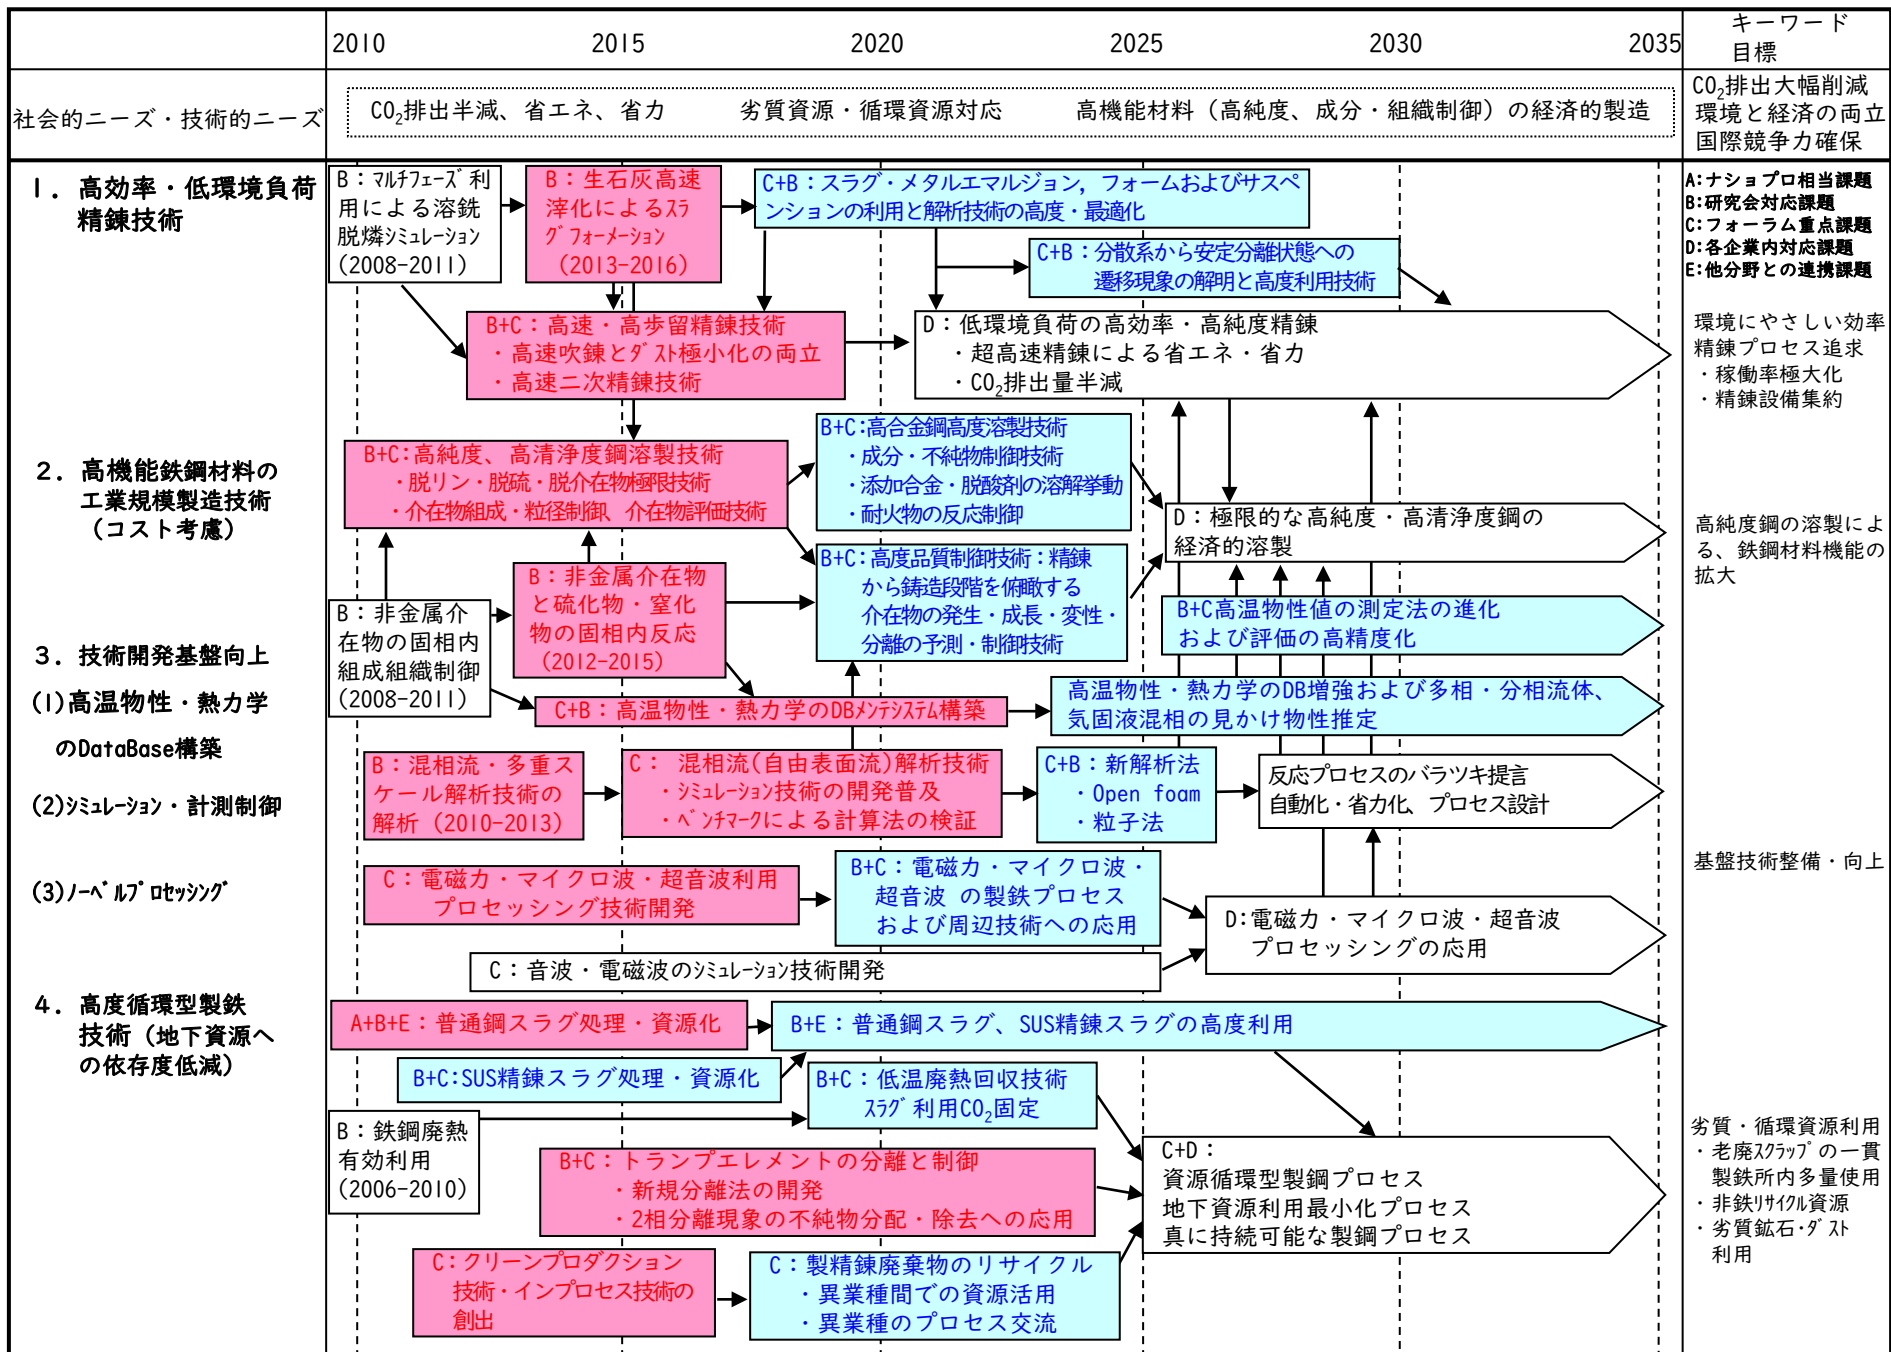 2010
2015
2020
2025
2030
2035
キーワード
目標
社会的ニーズ・技術的ニーズ
CO₂排出半減、省エネ、省力
劣質資源・循環資源対応
高機能材料（高純度、成分・組織制御）の経済的製造
CO₂排出大幅削減
環境と経済の両立
国際競争力確保
1．高効率・低環境負荷
精錬技術
B：マルチフェーズ利
用による溶銑
脱燐シミュレーション
(2008-2011)
B：生石灰高速
滓化によるスラ
グフォーメーション
(2013-2016)
C+B：スラグ・メタルエマルジョン，フォームおよびサスペ
ンションの利用と解析技術の高度・最適化
C+B：分散系から安定分離状態への
遷移現象の解明と高度利用技術
B+C：高速・高歩留精錬技術
・高速吹錬とダスト極小化の両立
・高速二次精錬技術
D：低環境負荷の高効率・高純度精錬
・超高速精錬による省エネ・省力
・CO₂排出量半減
A:ナショプロ相当課題
B:研究会対応課題
C:フォーラム重点課題
D:各企業内対応課題
E:他分野との連携課題
環境にやさしい効率
精錬プロセス追求
・稼働率極大化
・精錬設備集約
2．高機能鉄鋼材料の
工業規模製造技術
（コスト考慮）
B+C:高純度、高清浄度鋼溶製技術
・脱リン・脱硫・脱介在物極限技術
・介在物組成・粒径制御、介在物評価技術
B+C:高合金鋼高度溶製技術
・成分・不純物制御技術
・添加合金・脱酸剤の溶解挙動
・耐火物の反応制御
D：極限的な高純度・高清浄度鋼の
経済的溶製
B：非金属介
在物の固相内
組成組織制御
(2008-2011)
B：非金属介在物
と硫化物・窒化
物の固相内反応
(2012-2015)
B+C:高度品質制御技術：精錬
から鋳造段階を俯瞰する
介在物の発生・成長・変性・
分離の予測・制御技術
高純度鋼の溶製によ
る、鉄鋼材料機能の
拡大
3．技術開発基盤向上
(1)高温物性・熱力学
のDataBase構築
B+C高温物性値の測定法の進化
および評価の高精度化
C+B：高温物性・熱力学のDBメンテシステム構築
高温物性・熱力学のDB増強および多相・分相流体、
気固液混相の見かけ物性推定
(2)シミュレーション・計測制御
B：混相流・多重ス
ケール解析技術の
解析 (2010-2013)
C： 混相流(自由表面流)解析技術
・シミュレーション技術の開発普及
・ベンチマークによる計算法の検証
C+B：新解析法
・Open foam
・粒子法
反応プロセスのバラツキ提言
自動化・省力化、プロセス設計
(3)ノーベルプロセッシング
C：電磁力・マイクロ波・超音波利用
プロセッシング技術開発
B+C：電磁力・マイクロ波・
超音波 の製鉄プロセス
および周辺技術への応用
D:電磁力・マイクロ波・超音波
プロセッシングの応用
C：音波・電磁波のシミュレーション技術開発
基盤技術整備・向上
4．高度循環型製鉄
技術（地下資源へ
の依存度低減）
A+B+E：普通鋼スラグ処理・資源化
B+E：普通鋼スラグ、SUS精錬スラグの高度利用
B+C:SUS精錬スラグ処理・資源化
B+C：低温廃熱回収技術
スラグ利用CO₂固定
B：鉄鋼廃熱
有効利用
(2006-2010)
B+C：トランプエレメントの分離と制御
・新規分離法の開発
・2相分離現象の不純物分配・除去への応用
C+D：
資源循環型製鋼プロセス
地下資源利用最小化プロセス
真に持続可能な製鋼プロセス
C：クリーンプロダクション
技術・インプロセス技術の
創出
C：製精錬廃棄物のリサイクル
・異業種間での資源活用
・異業種のプロセス交流
劣質・循環資源利用
・老廃スクラップの一貫
製鉄所内多量使用
・非鉄リサイクル資源
・劣質鉱石・ダスト
利用